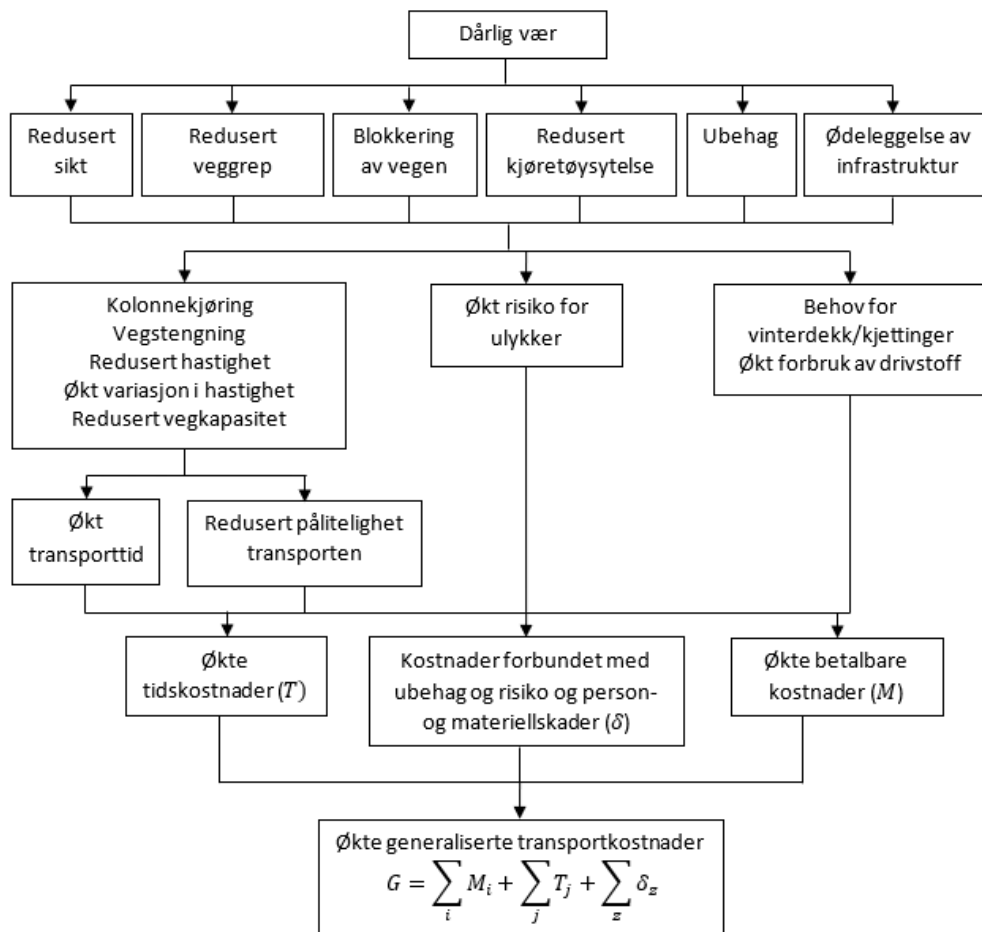 Dårlig vær
Redusert
sikt
Redusert
veggrep
Blokkering
av vegen
Redusert
kjøretøysytelse
Ubehag
Ødeleggelse av
infrastruktur
Kolonnekjøring
Vegstengning
Redusert hastighet
Økt variasjon i hastighet
Redusert vegkapasitet
Økt risiko for
ulykker
Behov for
vinterdekk/kjettinger
Økt forbruk av drivstoff
Økt
transporttid
Redusert pålitelighet
transporten
Økte
tidskostnader (T)
Kostnader forbundet med
ubehag og risiko og person-
og materiellskader (δ)
Økte betalbare
kostnader (M)
Økte generaliserte transportkostnader
G = ∑_i M_i + ∑_j T_j + ∑_z δ_z